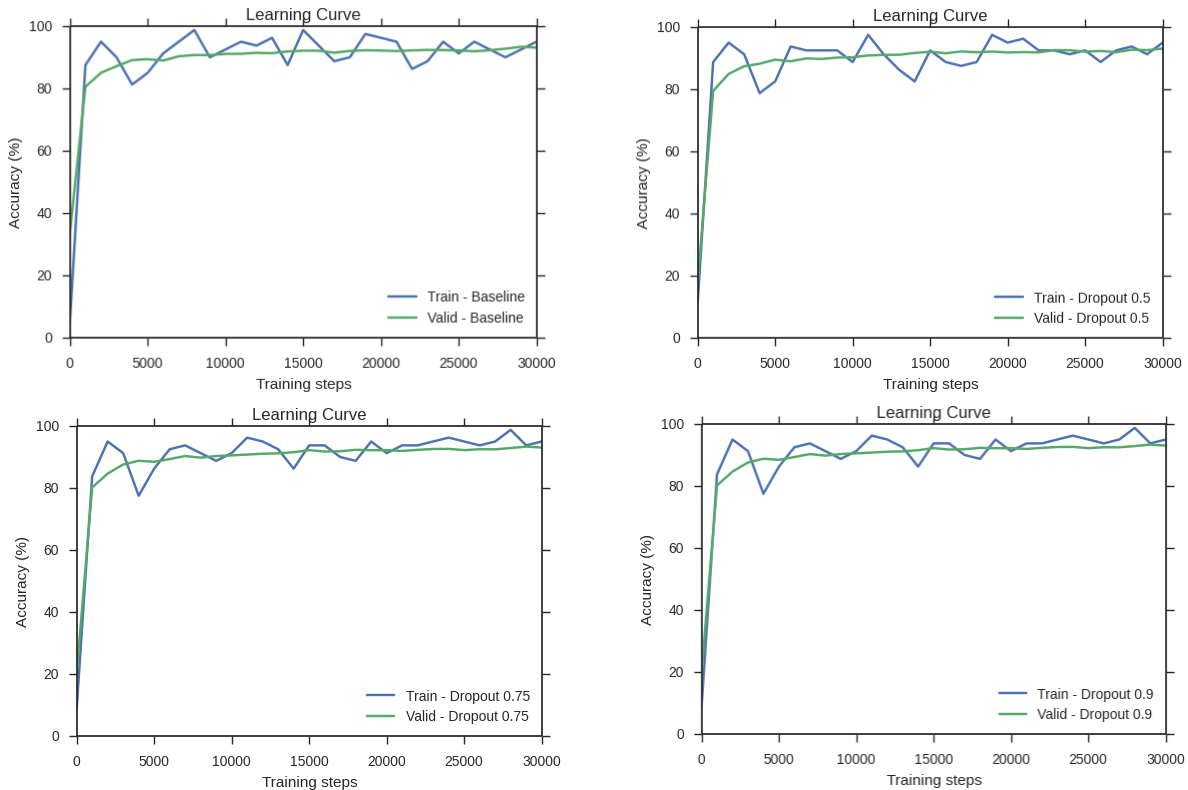 Learning Curve
100
80
60
40
20
0
Accuracy (%)
Train - Baseline
Valid - Baseline
0 5000 10000 15000 20000 25000 30000
Training steps
Learning Curve
100
80
60
40
20
0
Accuracy (%)
Train - Dropout 0.5
Valid - Dropout 0.5
0 5000 10000 15000 20000 25000 30000
Training steps
Learning Curve
100
80
60
40
20
0
Accuracy (%)
Train - Dropout 0.75
Valid - Dropout 0.75
0 5000 10000 15000 20000 25000 30000
Training steps
Learning Curve
100
80
60
40
20
0
Accuracy (%)
Train - Dropout 0.9
Valid - Dropout 0.9
0 5000 10000 15000 20000 25000 30000
Training steps